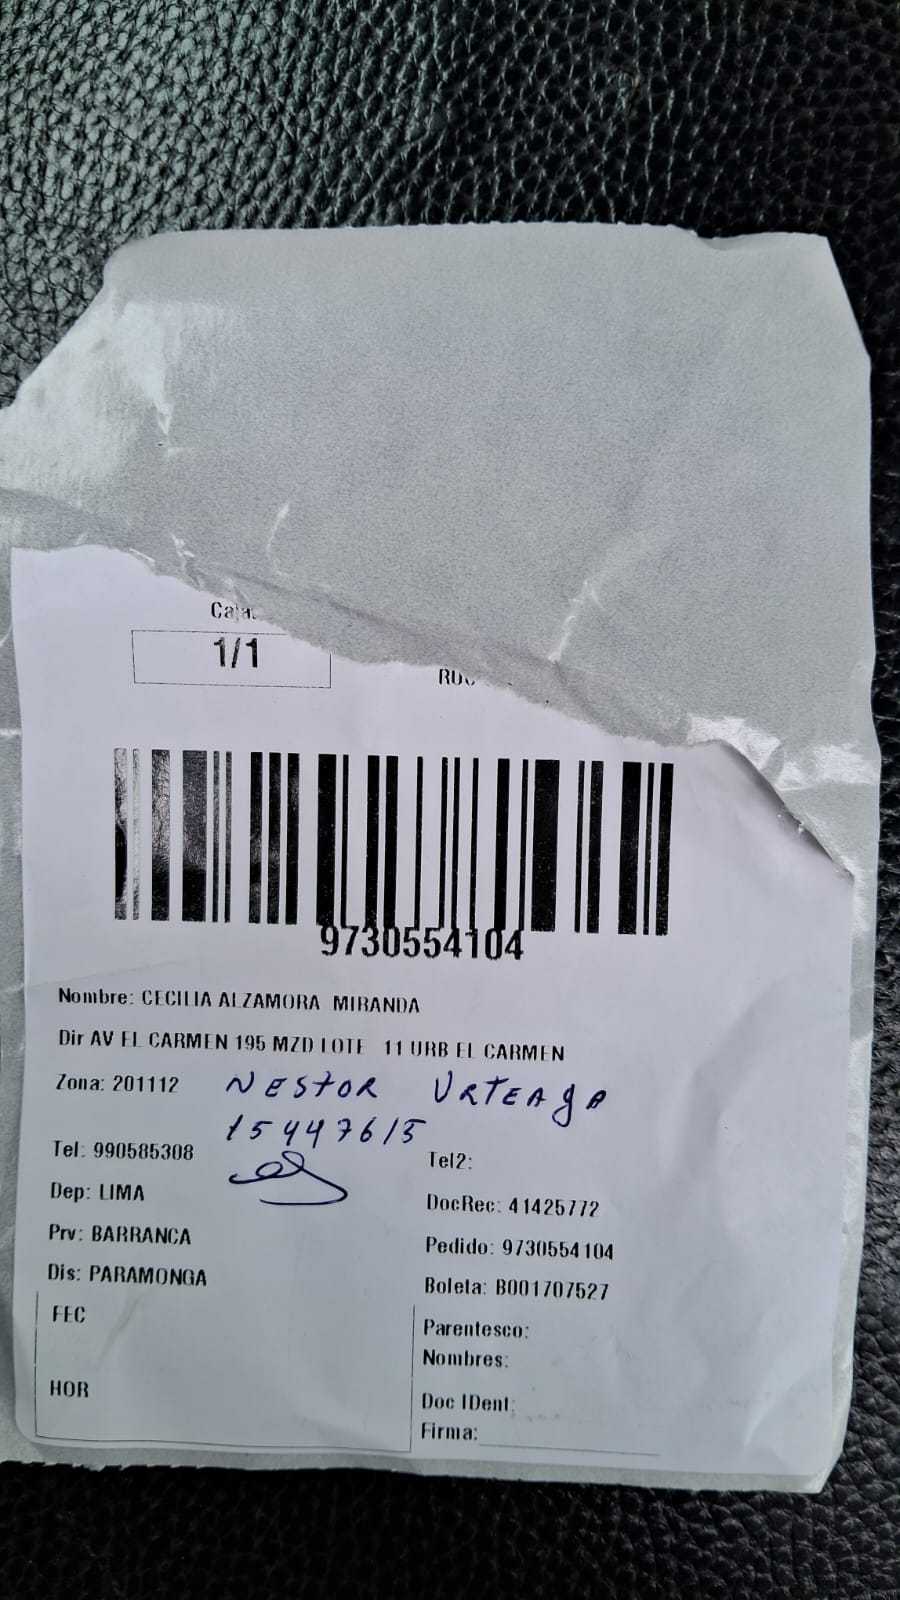 Cajas
1/1
RUC
9730554104
Nombre: CECILIA ALZAMORA MIRANDA
Dir AV EL CARMEN 195 MZD LOTE 11 URB EL CARMEN
Zona: 201112
NESTOR URTEAGA
15447615
Tel: 990585308
Tel2:
Dep: LIMA
DocRec: 41425772
Prv: BARRANCA
Pedido: 9730554104
Dis: PARAMONGA
Boleta: B001707527
FEC
Parentesco:
Nombres:
HOR
Doc IDent:
Firma: